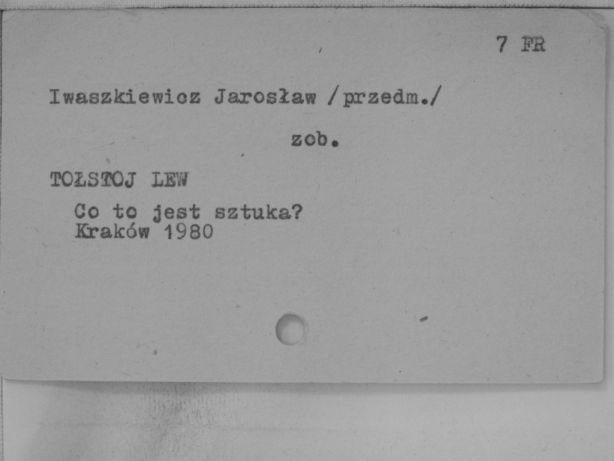 7 FR
Iwaszkiewicz Jarosław /przedm./
zob.
TOŁSTOJ LEW
Co to jest sztuka?
Kraków 1980